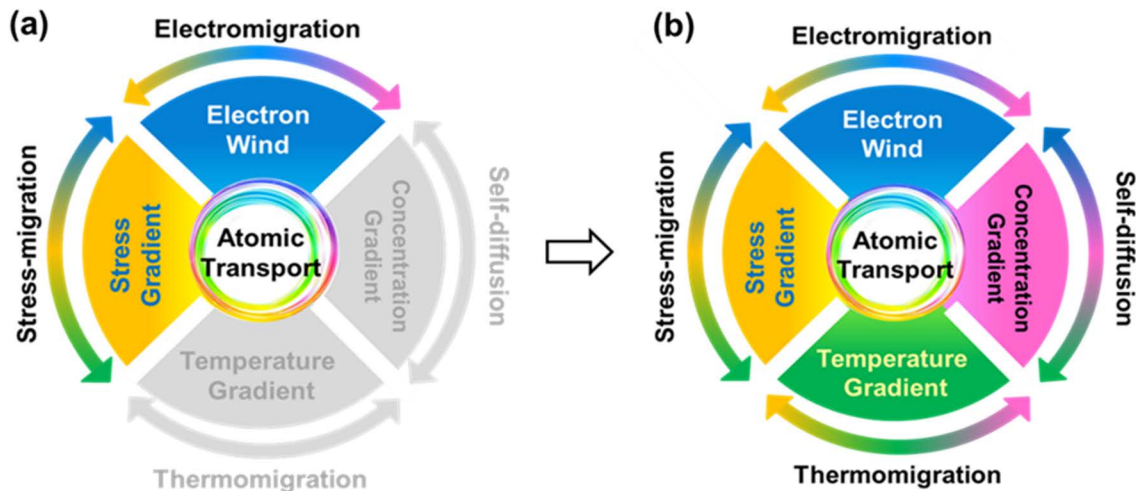 (a)
Electromigration
Electron
Wind
Stress-migration
Stress
Gradient
Atomic
Transport
Concentration
Gradient
Self-diffusion
Temperature
Gradient
Thermomigration
(b)
Electromigration
Electron
Wind
Stress-migration
Stress
Gradient
Atomic
Transport
Concentration
Gradient
Self-diffusion
Temperature
Gradient
Thermomigration